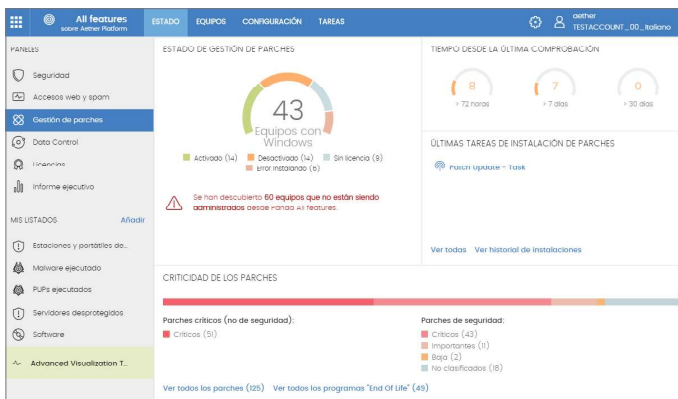 All features
sobre Aether Platform
ESTADO
EQUIPOS
CONFIGURACIÓN
TAREAS
aether
TESTACCOUNT_00_Italiano
PANELES
Seguridad
Accesos web y spam
Gestión de parches
Data Control
Licencias
Informe ejecutivo
MIS LISTADOS
Añadir
Estaciones y portátiles de...
Malware ejecutado
PUPs ejecutados
Servidores desprotegidos
Software
Advanced Visualization T...
ESTADO DE GESTIÓN DE PARCHES
43
Equipos con
Windows
Activado (14) Desactivado (14) Sin licencia (9)
Error instalando (6)
Se han descubierto 60 equipos que no están siendo
administrados desde Panda All features.
TIEMPO DESDE LA ÚLTIMA COMPROBACIÓN
8
7
0
> 72 horas
> 7 días
> 30 días
ÚLTIMAS TAREAS DE INSTALACIÓN DE PARCHES
Patch Update - Task
Ver todas Ver historial de instalaciones
CRITICIDAD DE LOS PARCHES
Parches críticos (no de seguridad):
Críticos (51)
Parches de seguridad:
Críticos (43)
Importantes (11)
Baja (2)
No clasificados (18)
Ver todos los parches (125) Ver todos los programas "End Of Life" (49)